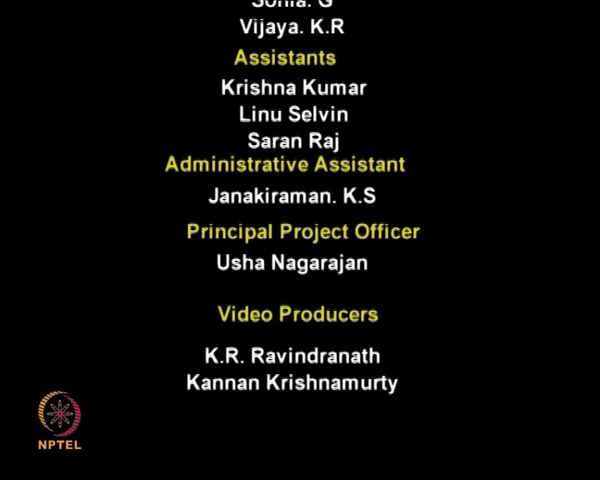 Sonia. G
Vijaya. K.R
Assistants
Krishna Kumar
Linu Selvin
Saran Raj
Administrative Assistant
Janakiraman. K.S
Principal Project Officer
Usha Nagarajan
Video Producers
K.R. Ravindranath
Kannan Krishnamurty
NPTEL